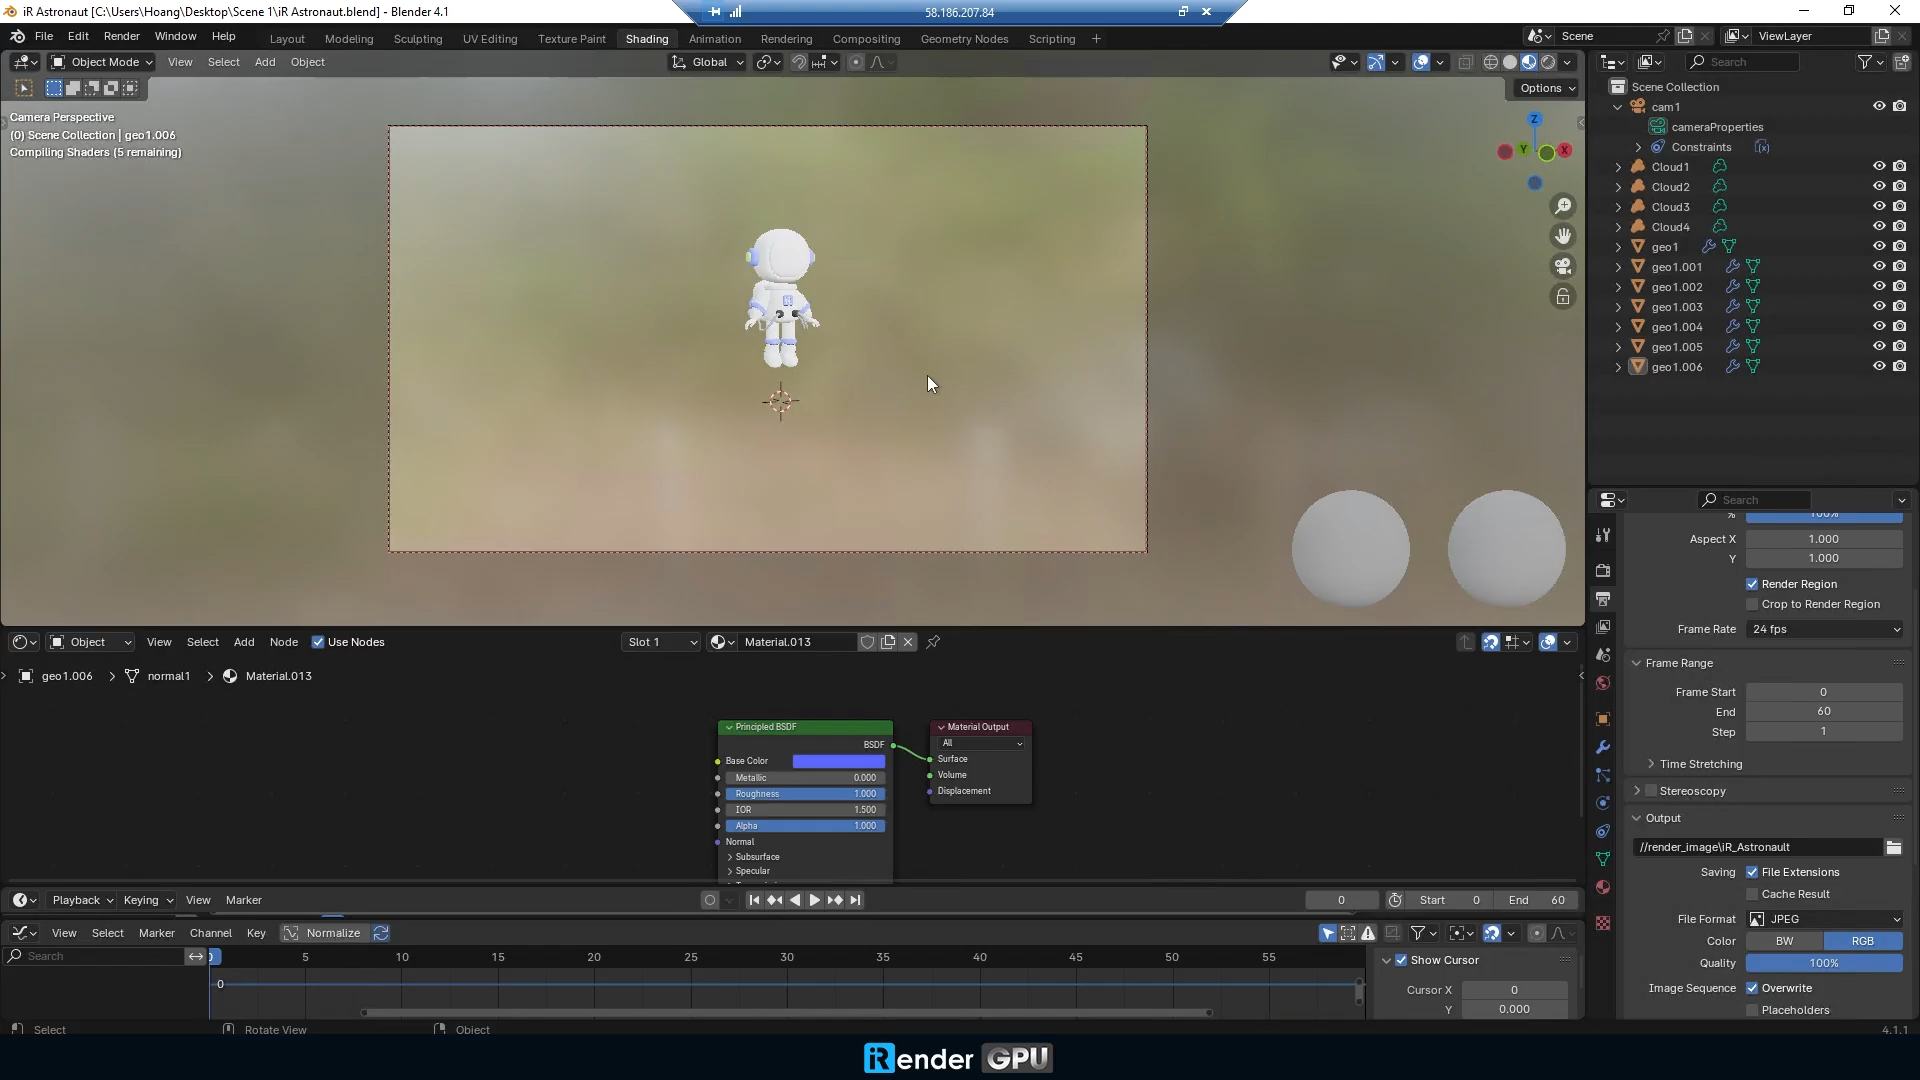 iR Astronaut [C:\Users\Hoang\Desktop\Scene 1\iR Astronaut.blend] - Blender 4.1
58.186.207.84
File Edit Render Window Help
Layout Modeling Sculpting UV Editing Texture Paint Shading Animation Rendering Compositing Geometry Nodes Scripting +
Scene
ViewLayer
Object Mode View Select Add Object
Global
Search
Options
Camera Perspective
(0) Scene Collection | geo1.006
Compiling Shaders (5 remaining)
Z
Y
X
Scene Collection
cam1
cameraProperties
Constraints
Cloud1
Cloud2
Cloud3
Cloud4
geo1
geo1.001
geo1.002
geo1.003
geo1.004
geo1.005
geo1.006
Search
% 100%
Aspect X 1.000
Y 1.000
Render Region
Crop to Render Region
Frame Rate 24 fps
Frame Range
Frame Start 0
End 60
Step 1
Time Stretching
Stereoscopy
Output
//render_image\iR_Astronault
Saving File Extensions
Cache Result
File Format JPEG
Color BW RGB
Quality 100%
Image Sequence Overwrite
Placeholders
Object View Select Add Node Use Nodes
Slot 1 Material.013
geo1.006 > normal1 > Material.013
Principled BSDF
BSDF
Base Color
Metallic 0.000
Roughness 1.000
IOR 1.500
Alpha 1.000
Normal
Subsurface
Specular
Material Output
All
Surface
Volume
Displacement
Playback Keying View Marker
0 Start 0 End 60
View Select Marker Channel Key Normalize
Search
0 5 10 15 20 25 30 35 40 45 50 55
0
Show Cursor
Cursor X 0
Y 0.000
Select Rotate View Object
4.1.1
iRender GPU